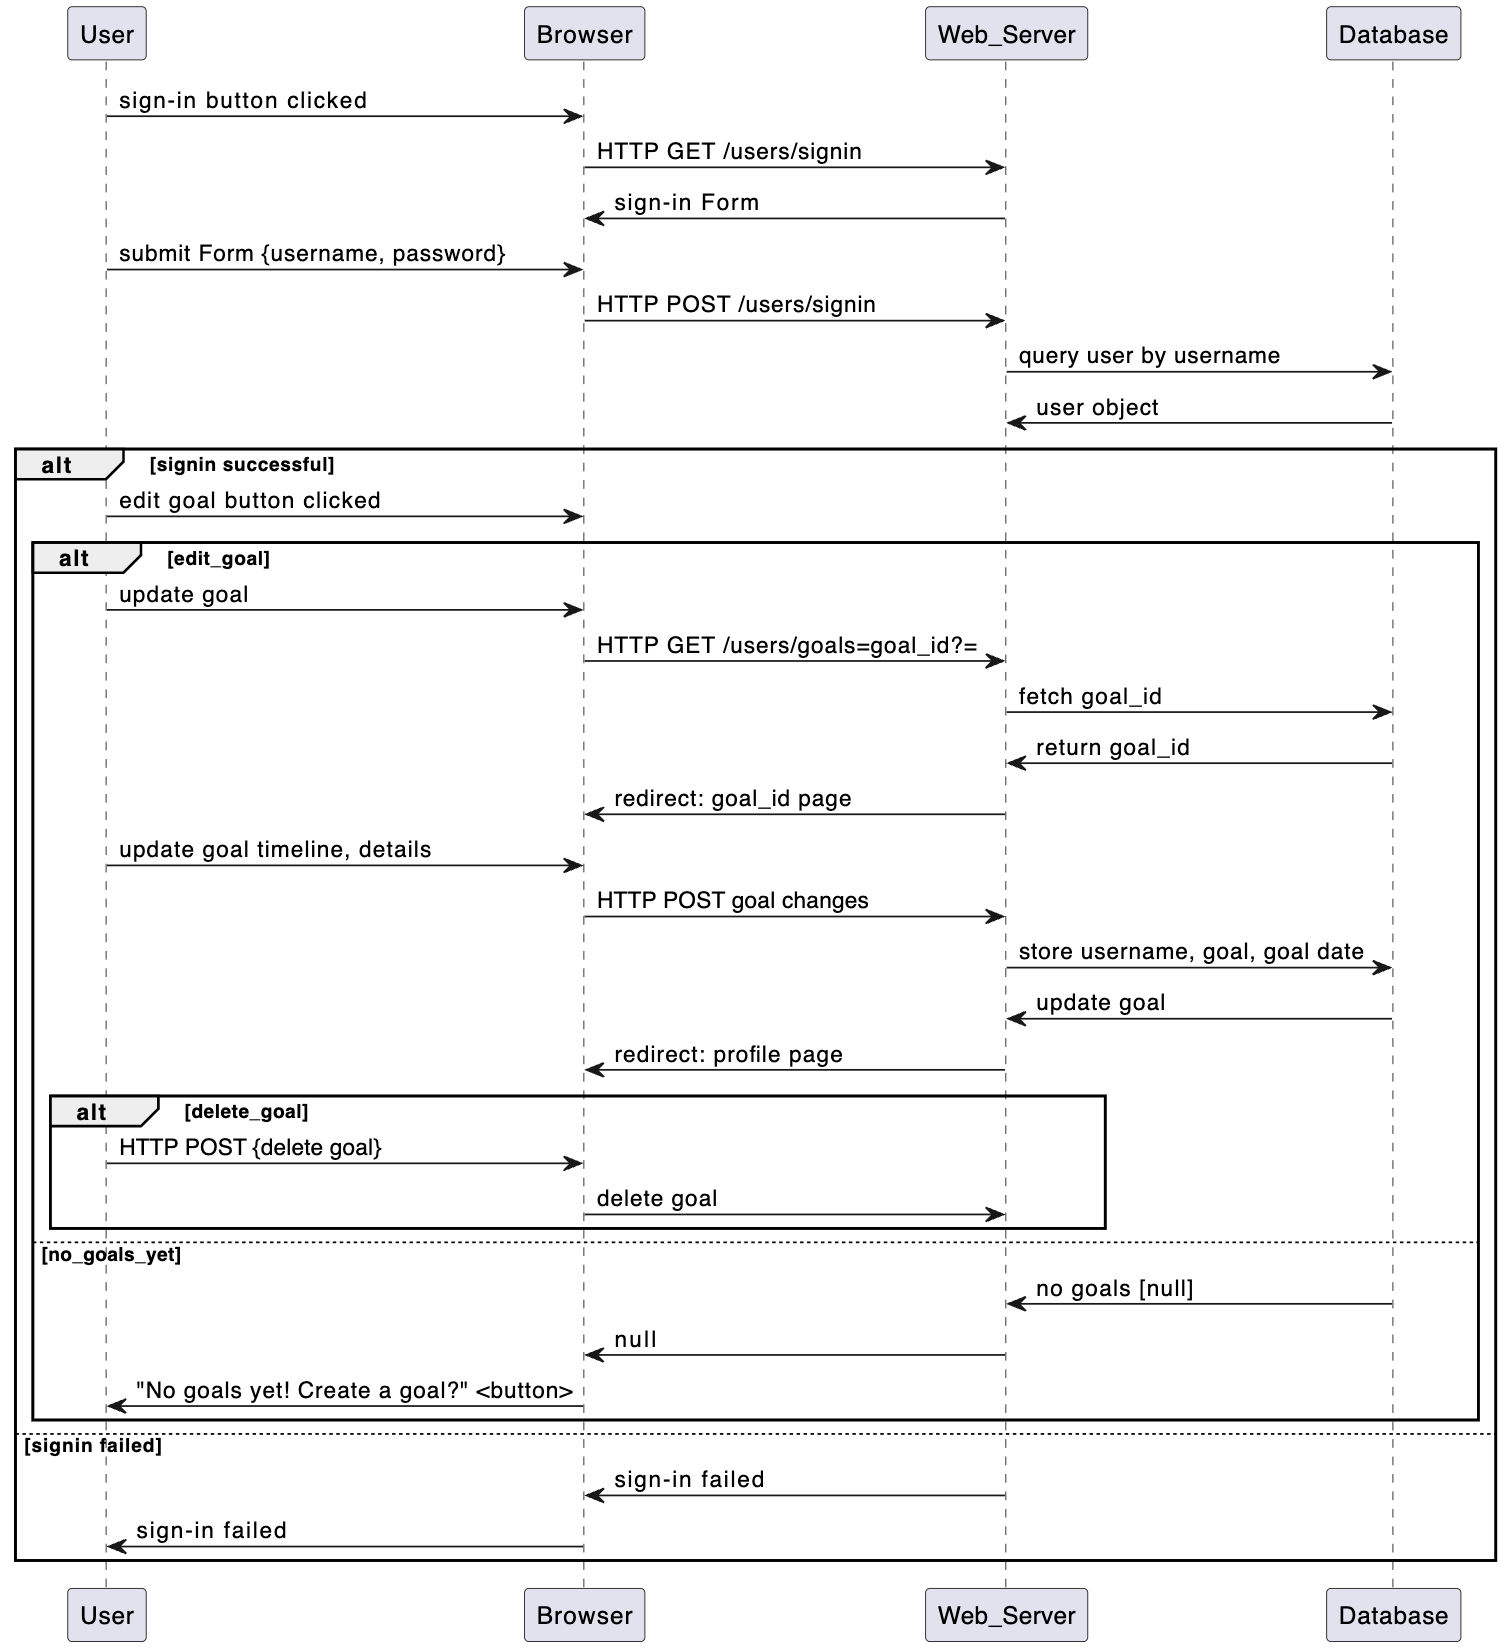 User Browser Web_Server Database
sign-in button clicked
HTTP GET /users/signin
sign-in Form
submit Form {username, password}
HTTP POST /users/signin
query user by username
user object
alt [signin successful]
edit goal button clicked
alt [edit_goal]
update goal
HTTP GET /users/goals=goal_id?=
fetch goal_id
return goal_id
redirect: goal_id page
update goal timeline, details
HTTP POST goal changes
store username, goal, goal date
update goal
redirect: profile page
alt [delete_goal]
HTTP POST {delete goal}
delete goal
[no_goals_yet]
no goals [null]
null
"No goals yet! Create a goal?" <button>
[signin failed]
sign-in failed
sign-in failed
User Browser Web_Server Database